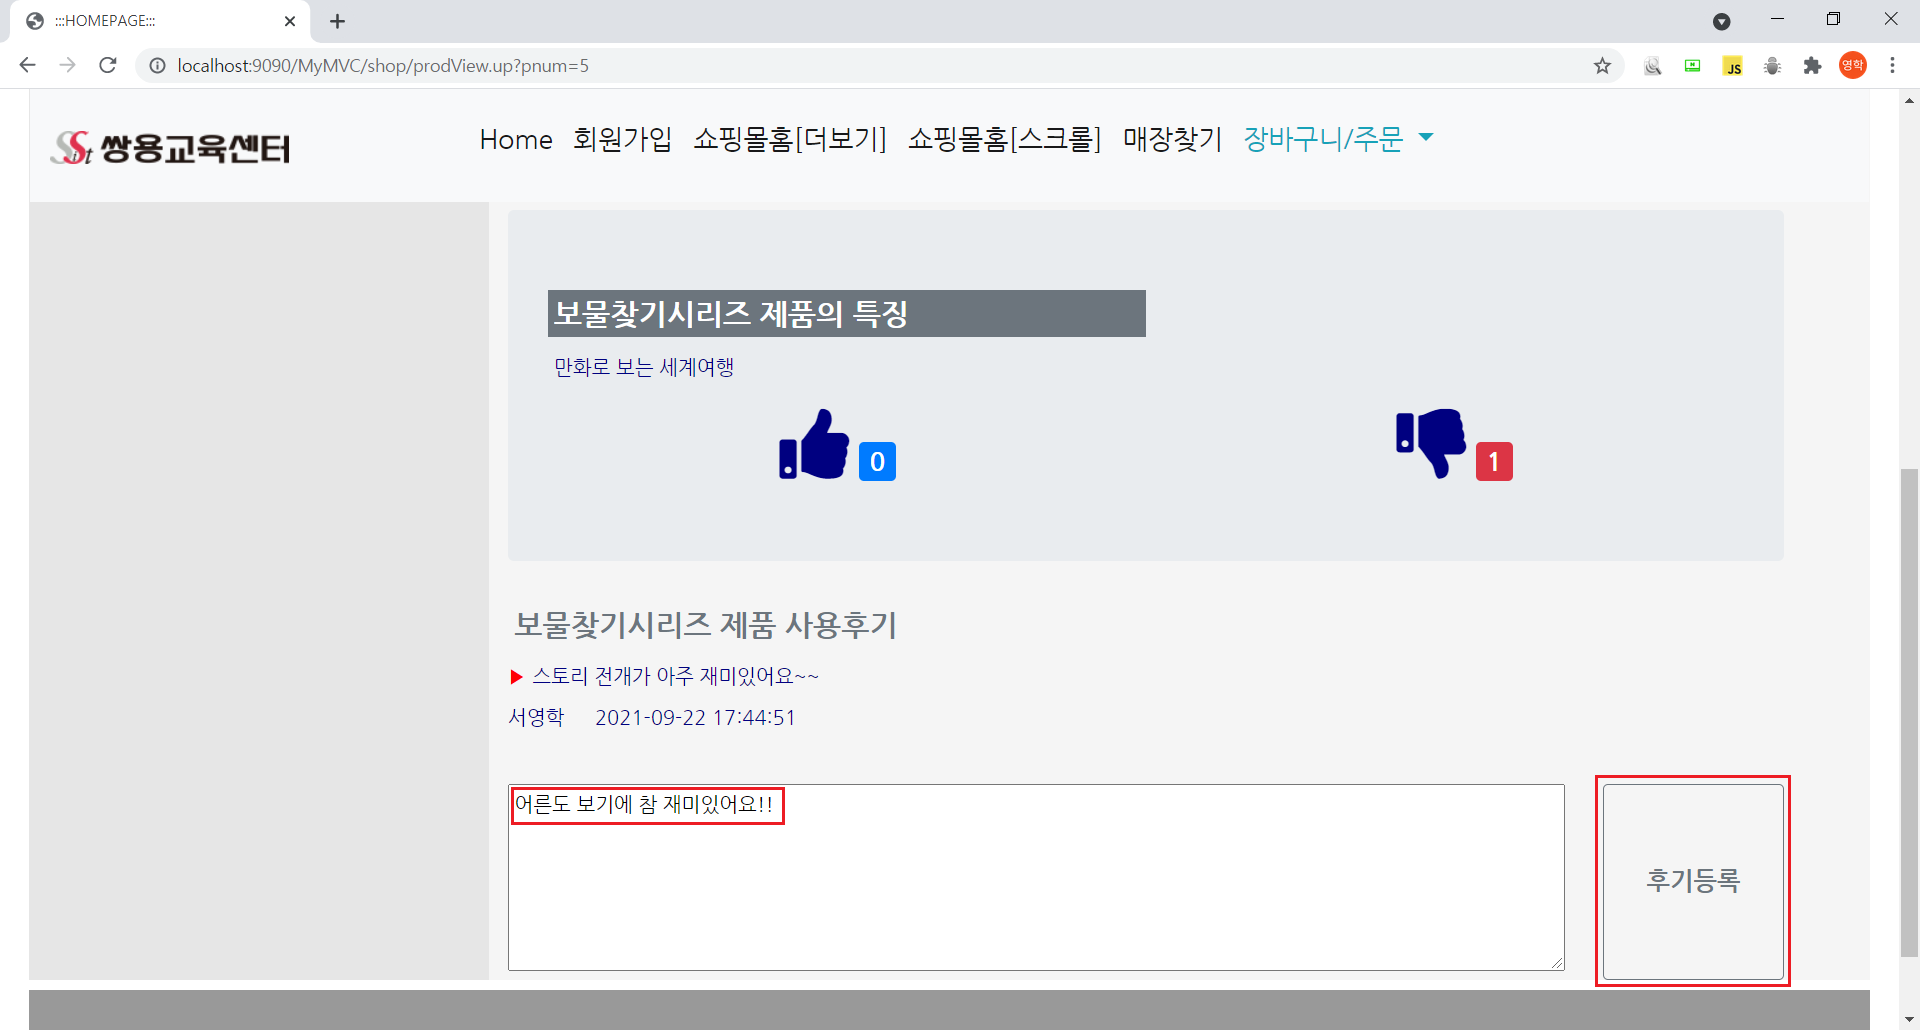 :::HOMEPAGE:::
localhost:9090/MyMVC/shop/prodView.up?pnum=5
JS
영학
쌍용교육센터
Home 회원가입 쇼핑몰홈[더보기] 쇼핑몰홈[스크롤] 매장찾기 장바구니/주문
보물찾기시리즈 제품의 특징
만화로 보는 세계여행
0
1
보물찾기시리즈 제품 사용후기
▶ 스토리 전개가 아주 재미있어요~~
서영학 2021-09-22 17:44:51
어른도 보기에 참 재미있어요!!
후기등록